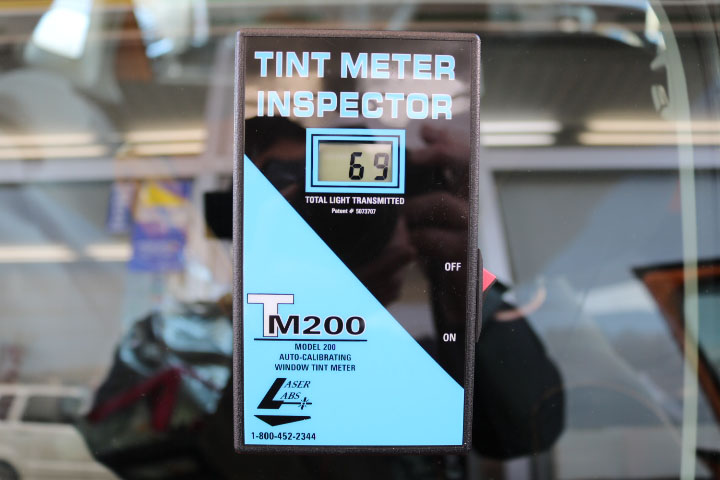 TINT METER
INSPECTOR
69
TOTAL LIGHT TRANSMITTED
Patent # 5073707
OFF
ON
TM200
MODEL 200
AUTO-CALIBRATING
WINDOW TINT METER
LASER
LABS
1-800-452-2344